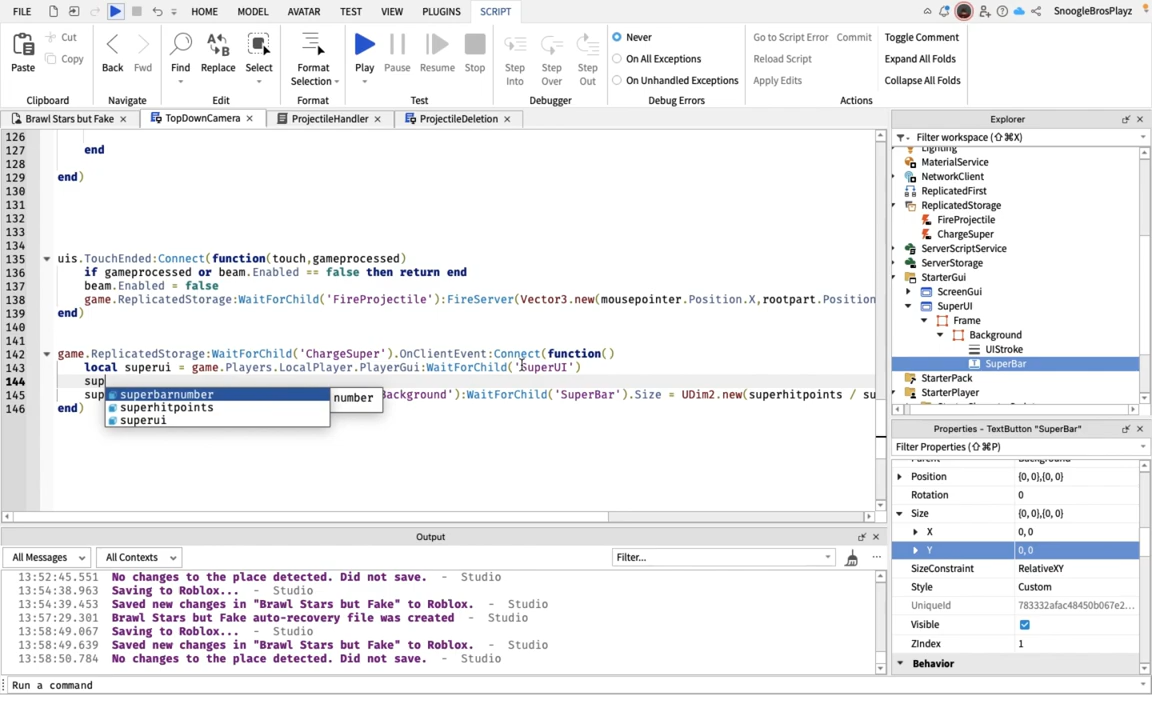 FILE HOME MODEL AVATAR TEST VIEW PLUGINS SCRIPT SnoogleBrosPlayz
Paste Cut Copy Back Fwd Find Replace Select Format Selection Play Pause Resume Stop Step Into Step Over Step Out
Never
On All Exceptions
On Unhandled Exceptions
Go to Script Error Commit Toggle Comment
Reload Script Expand All Folds
Apply Edits Collapse All Folds
Clipboard Navigate Edit Format Test Debugger Debug Errors Actions
Brawl Stars but Fake × TopDownCamera × ProjectileHandler × ProjectileDeletion ×
126
127 end
128
129 end)
130
131
132
133
134
135 uis.TouchEnded:Connect(function(touch,gameprocessed)
136 if gameprocessed or beam.Enabled == false then return end
137 beam.Enabled = false
138 game.ReplicatedStorage:WaitForChild('FireProjectile'):FireServer(Vector3.new(mousepointer.Position.X,rootpart.Position
139 end)
140
141
142 game.ReplicatedStorage:WaitForChild('ChargeSuper').OnClientEvent:Connect(function()
143 local superui = game.Players.LocalPlayer.PlayerGui:WaitForChild('SuperUI')
144 sup
145 su Background'):WaitForChild('SuperBar').Size = UDim2.new(superhitpoints / su
146 end)
superbarnumber number
superhitpoints
superui
Explorer
Filter workspace (⇧⌘X)
Lighting
MaterialService
NetworkClient
ReplicatedFirst
ReplicatedStorage
FireProjectile
ChargeSuper
ServerScriptService
ServerStorage
StarterGui
ScreenGui
SuperUI
Frame
Background
UIStroke
SuperBar
StarterPack
StarterPlayer
Properties - TextButton "SuperBar"
Filter Properties (⇧⌘P)
Parent Background
Position {0, 0},{0, 0}
Rotation 0
Size {0, 0},{0, 0}
X 0, 0
Y 0, 0
SizeConstraint RelativeXY
Style Custom
UniqueId 783332afac48450b067e2...
Visible
ZIndex 1
Behavior
Output
All Messages All Contexts Filter...
13:52:45.551 No changes to the place detected. Did not save. - Studio
13:54:38.963 Saving to Roblox... - Studio
13:54:39.453 Saved new changes in "Brawl Stars but Fake" to Roblox. - Studio
13:57:29.301 Brawl Stars but Fake auto-recovery file was created - Studio
13:58:49.067 Saving to Roblox... - Studio
13:58:49.639 Saved new changes in "Brawl Stars but Fake" to Roblox. - Studio
13:58:50.784 No changes to the place detected. Did not save. - Studio
Run a command